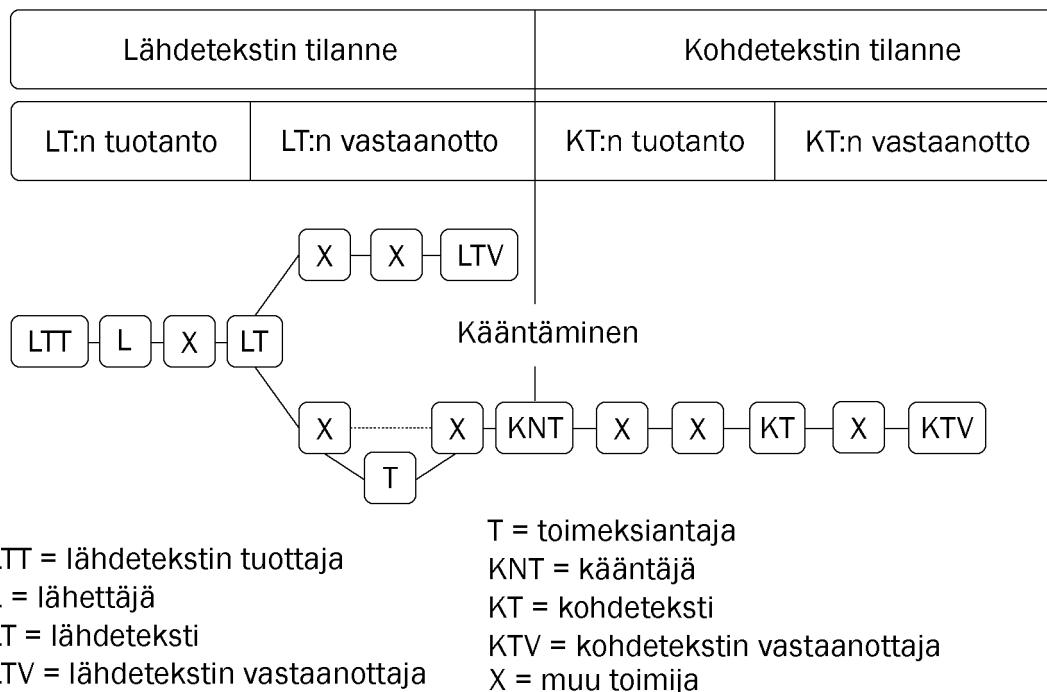 Lähdetekstin tilanne
Kohdetekstin tilanne
LT:n tuotanto
LT:n vastaanotto
KT:n tuotanto
KT:n vastaanotto
X X LTV
LTT L X LT
Kääntäminen
X X KNT X X KT X KTV
T
LTT = lähdetekstin tuottaja
L = lähettäjä
LT = lähdeteksti
LTV = lähdetekstin vastaanottaja
T = toimeksiantaja
KNT = kääntäjä
KT = kohdeteksti
KTV = kohdetekstin vastaanottaja
X = muu toimija